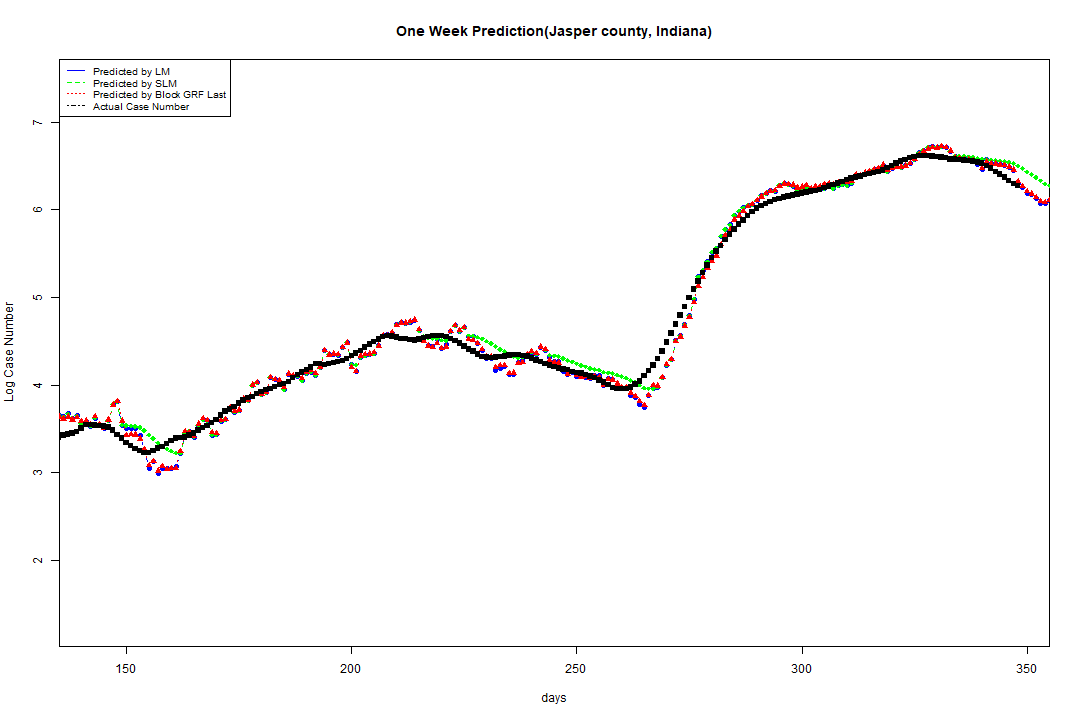 One Week Prediction(Jasper county, Indiana)
Predicted by LM
Predicted by SLM
Predicted by Block GRF Last
Actual Case Number
7
6
5
4
3
2
Log Case Number
150 200 250 300 350
days